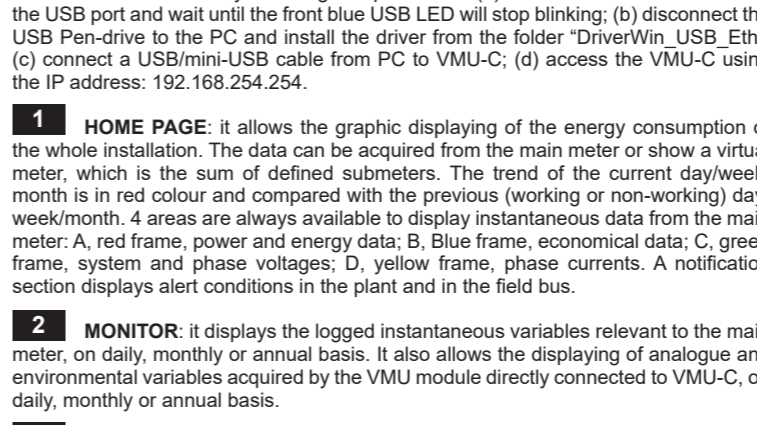 the USB port and wait until the front blue USB LED will stop blinking; (b) disconnect th
USB Pen-drive to the PC and install the driver from the folder “DriverWin_USB_Eth
(c) connect a USB/mini-USB cable from PC to VMU-C; (d) access the VMU-C usin
the IP address: 192.168.254.254.
1 HOME PAGE: it allows the graphic displaying of the energy consumption
the whole installation. The data can be acquired from the main meter or show a virtua
meter, which is the sum of defined submeters. The trend of the current day/wee
month is in red colour and compared with the previous (working or non-working) day
week/month. 4 areas are always available to display instantaneous data from the mai
meter: A, red frame, power and energy data; B, Blue frame, economical data; C, gree
frame, system and phase voltages; D, yellow frame, phase currents. A notificatio
section displays alert conditions in the plant and in the field bus.
2 MONITOR: it displays the logged instantaneous variables relevant to the mai
meter, on daily, monthly or annual basis. It also allows the displaying of analogue an
environmental variables acquired by the VMU module directly connected to VMU-C, o
daily, monthly or annual basis.